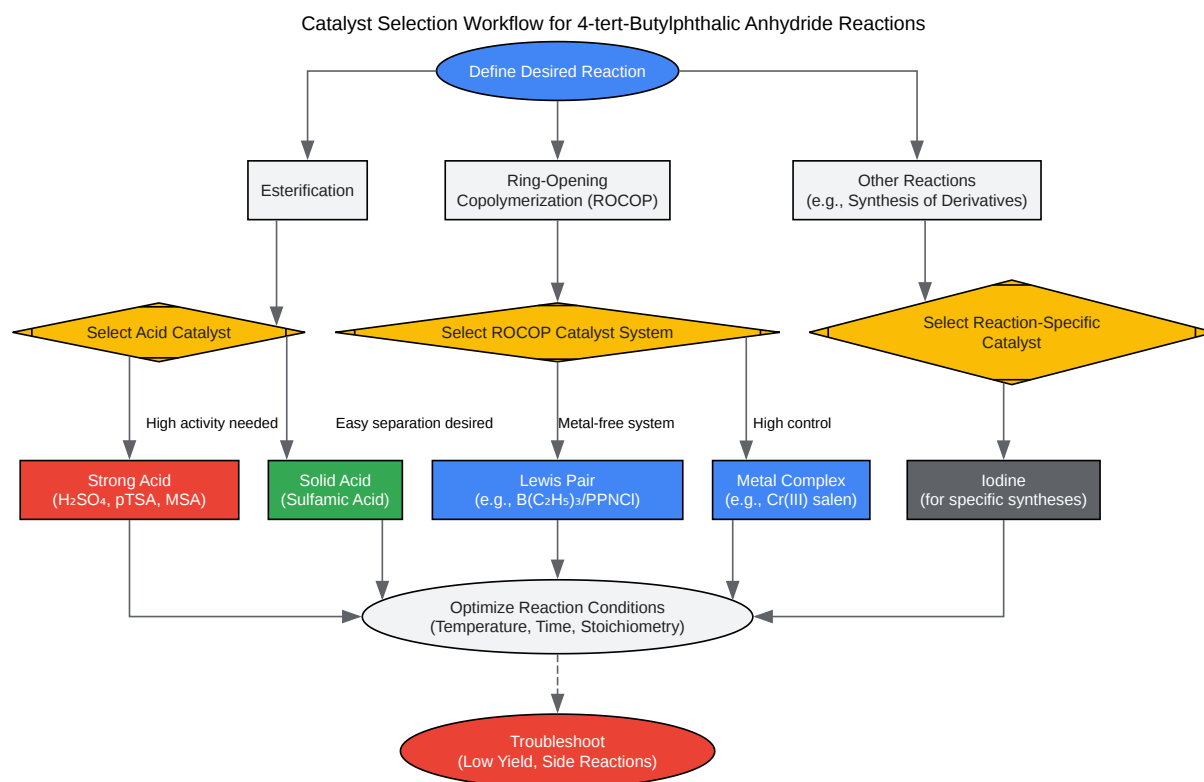 Catalyst Selection Workflow for 4-tert-Butylphthalic Anhydride Reactions
Define Desired Reaction
Esterification
Ring-Opening
Copolymerization (ROCOP)
Other Reactions
(e.g., Synthesis of Derivatives)
Select Acid Catalyst
Select ROCOP Catalyst System
Select Reaction-Specific
Catalyst
High activity needed
Easy separation desired
Metal-free system
High control
Strong Acid
(H₂SO₄, pTSA, MSA)
Solid Acid
(Sulfamic Acid)
Lewis Pair
(e.g., B(C₂H₅)₃/PPNCl)
Metal Complex
(e.g., Cr(III) salen)
Iodine
(for specific syntheses)
Optimize Reaction Conditions
(Temperature, Time, Stoichiometry)
Troubleshoot
(Low Yield, Side Reactions)